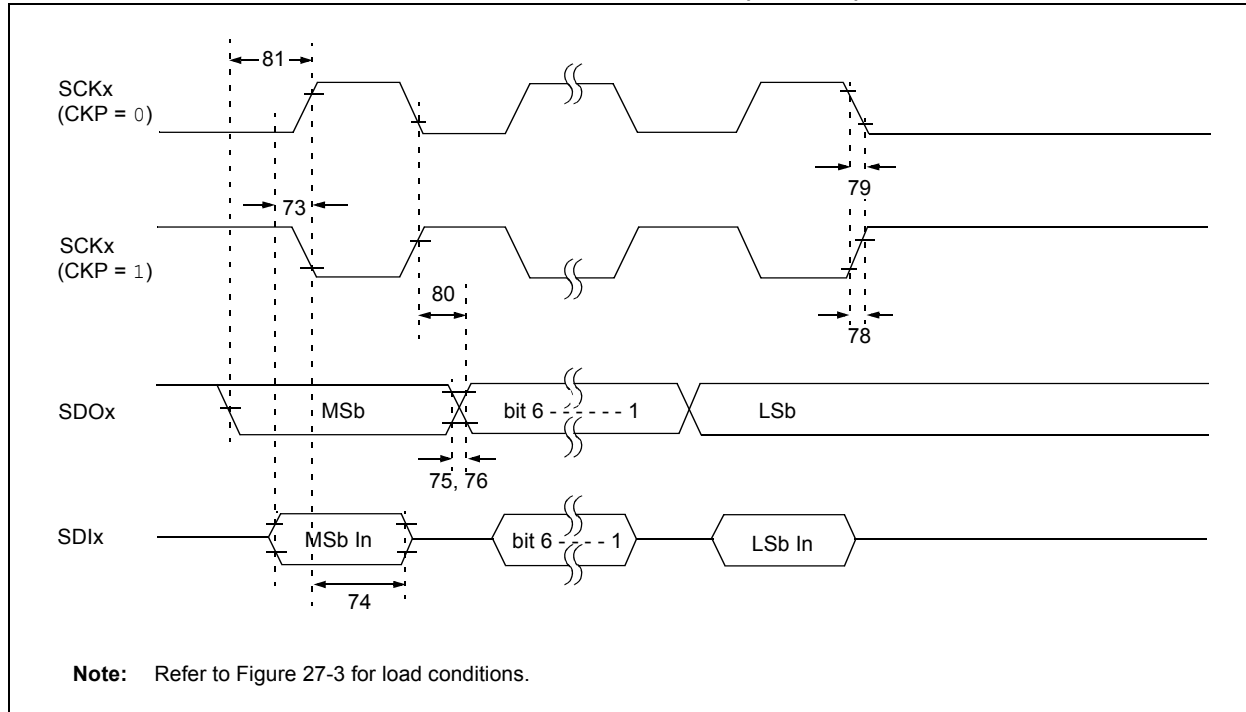 81
SCKx
(CKP = 0)
79
73
SCKx
(CKP = 1)
80
78
SDOx
MSb
bit 6 - - - - - - 1
LSb
75, 76
SDIx
MSb In
bit 6 - - - - 1
LSb In
74
Note: Refer to Figure 27-3 for load conditions.